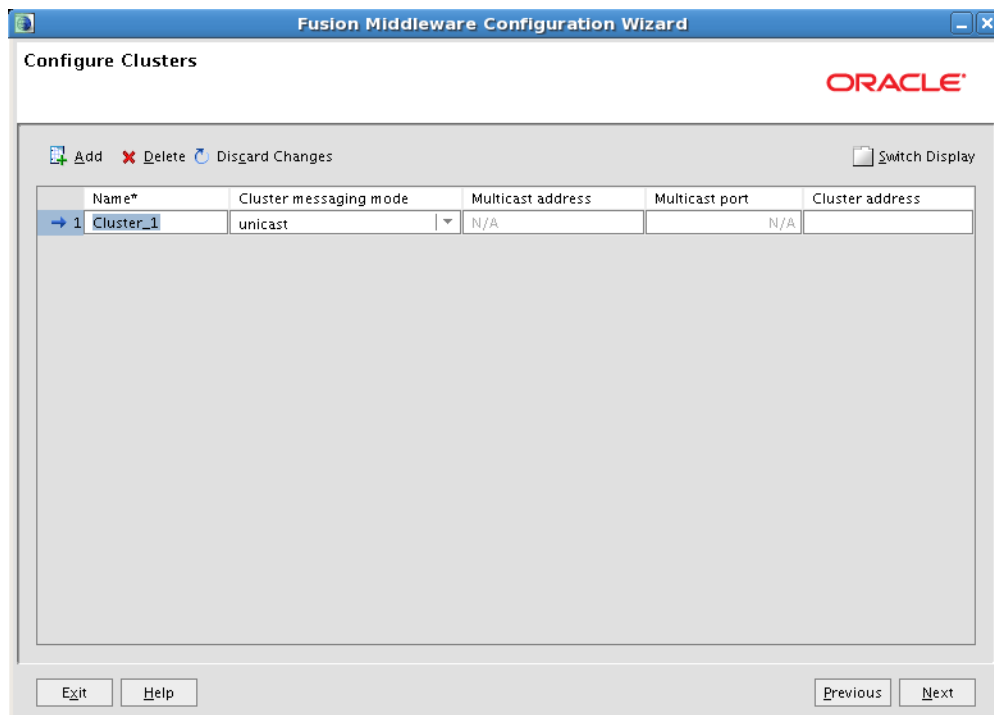 Fusion Middleware Configuration Wizard
Configure Clusters
ORACLE
Add Delete Discard Changes Switch Display
Name* Cluster messaging mode Multicast address Multicast port Cluster address
1 Cluster_1 unicast N/A N/A
Exit Help Previous Next